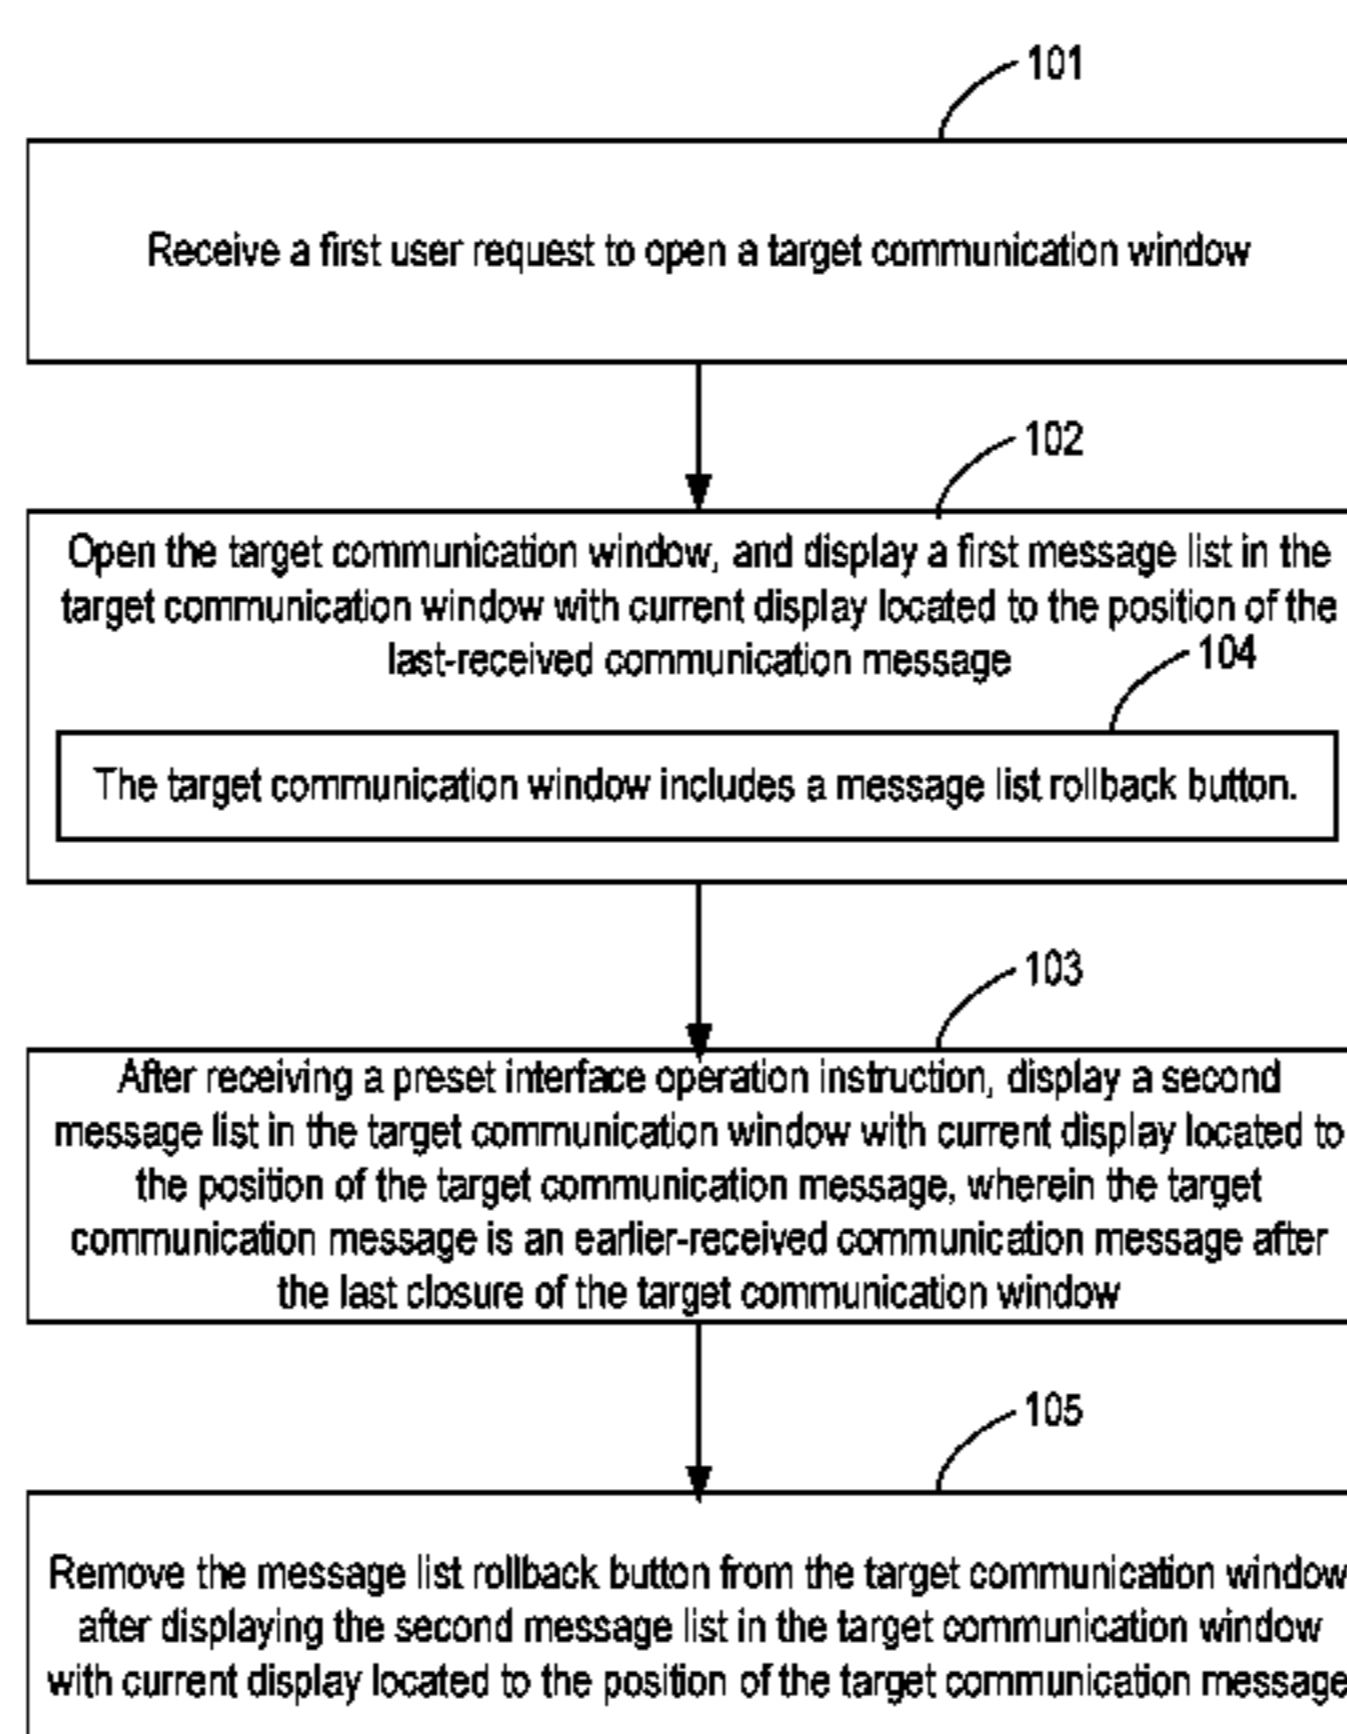 101
Receive a first user request to open a target communication window
102
Open the target communication window, and display a first message list in the
target communication window with current display located to the position of the
last-received communication message
104
The target communication window includes a message list rollback button.
103
After receiving a preset interface operation instruction, display a second
message list in the target communication window with current display located to
the position of the target communication message, wherein the target
communication message is an earlier-received communication message after
the last closure of the target communication window
105
Remove the message list rollback button from the target communication window
after displaying the second message list in the target communication window
with current display located to the position of the target communication message